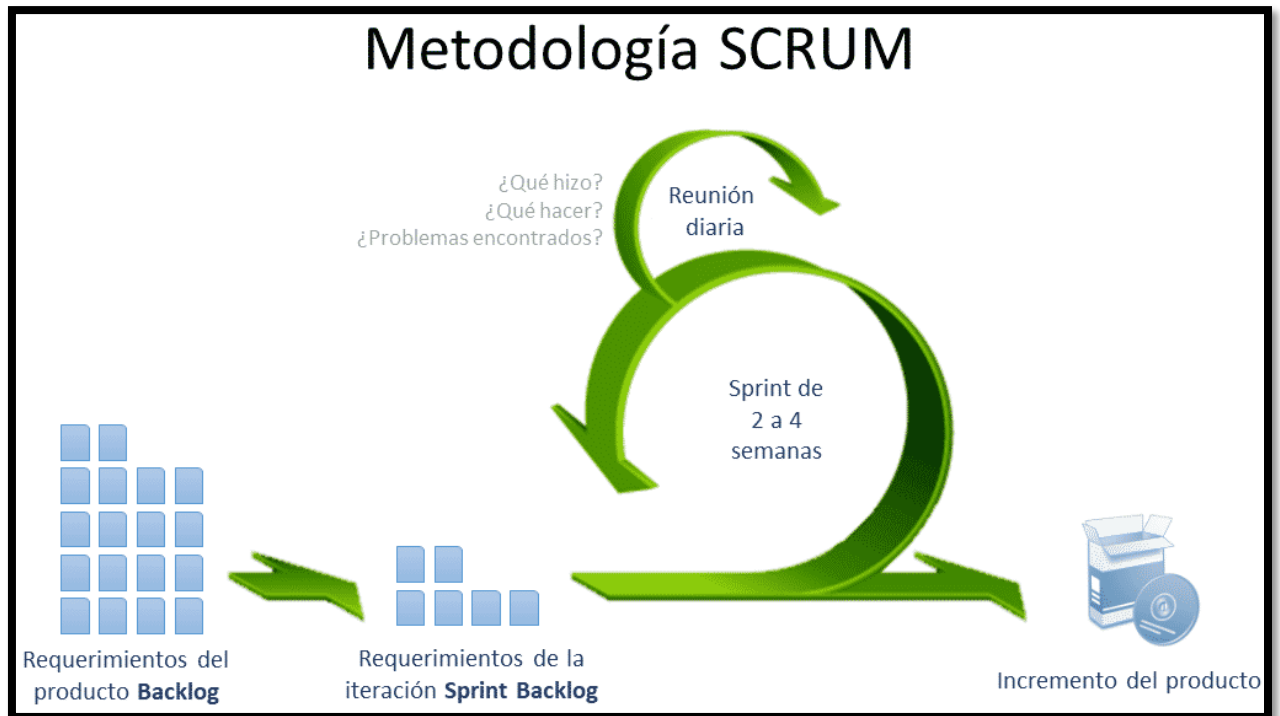 Metodología SCRUM
¿Qué hizo?
¿Qué hacer?
¿Problemas encontrados?
Reunión
diaria
Sprint de
2 a 4
semanas
Requerimientos del
producto Backlog
Requerimientos de la
iteración Sprint Backlog
@
Incremento del producto